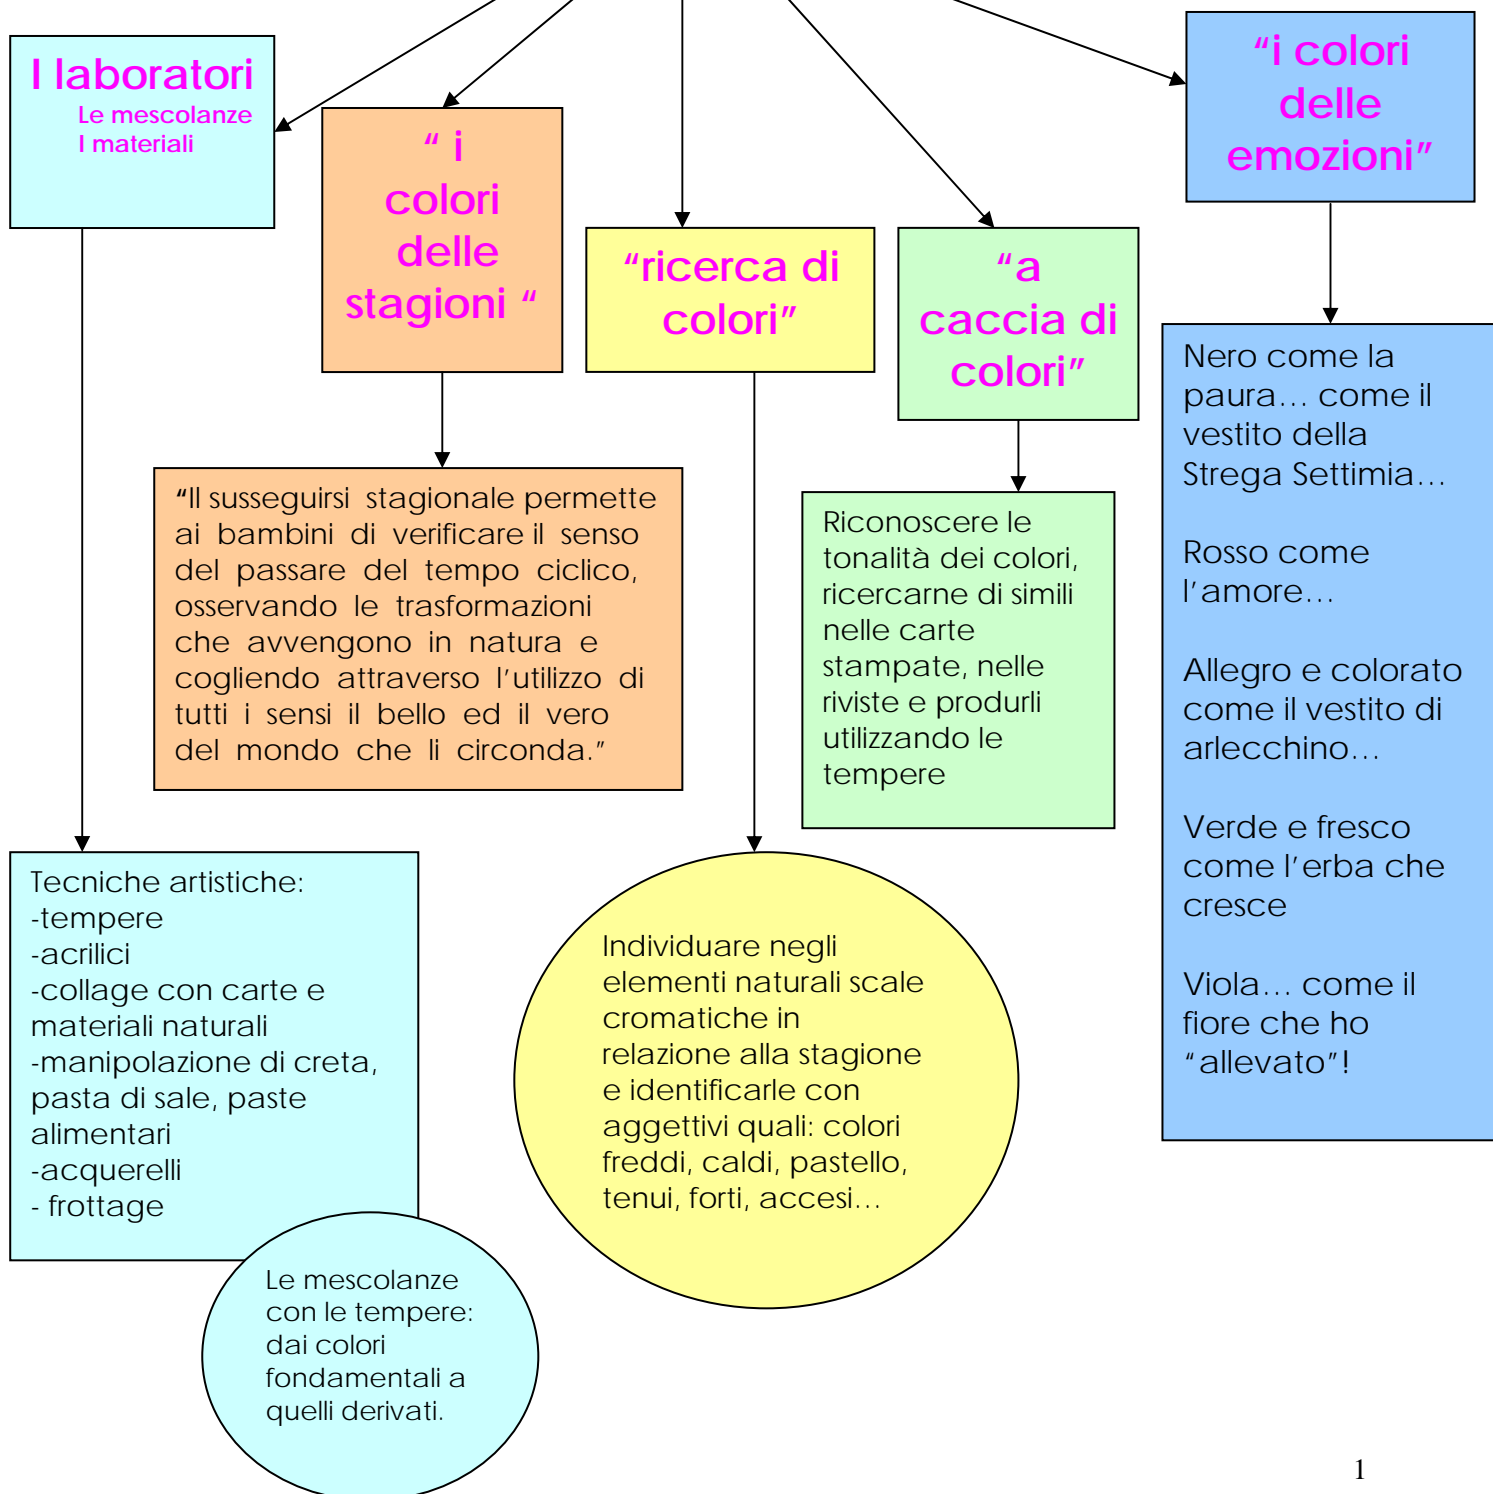 I laboratori
Le mescolanze
I materiali
“ i
colori
delle
stagioni “
“ricerca di
colori”
“a
caccia di
colori”
“i colori
delle
emozioni”
“Il susseguirsi stagionale permette
ai bambini di verificare il senso
del passare del tempo ciclico,
osservando le trasformazioni
che avvengono in natura e
cogliendo attraverso l’utilizzo di
tutti i sensi il bello ed il vero
del mondo che li circonda.”
Riconoscere le
tonalità dei colori,
ricercarne di simili
nelle carte
stampate, nelle
riviste e produrli
utilizzando le
tempere
Nero come la
paura… come il
vestito della
Strega Settimia…
Rosso come
l’amore…
Allegro e colorato
come il vestito di
arlecchino…
Verde e fresco
come l’erba che
cresce
Viola… come il
fiore che ho
“allevato”!
Tecniche artistiche:
-tempere
-acrilici
-collage con carte e
materiali naturali
-manipolazione di creta,
pasta di sale, paste
alimentari
-acquerelli
- frottage
Individuare negli
elementi naturali scale
cromatiche in
relazione alla stagione
e identificarle con
aggettivi quali: colori
freddi, caldi, pastello,
tenui, forti, accesi…
Le mescolanze
con le tempere:
dai colori
fondamentali a
quelli derivati.
1